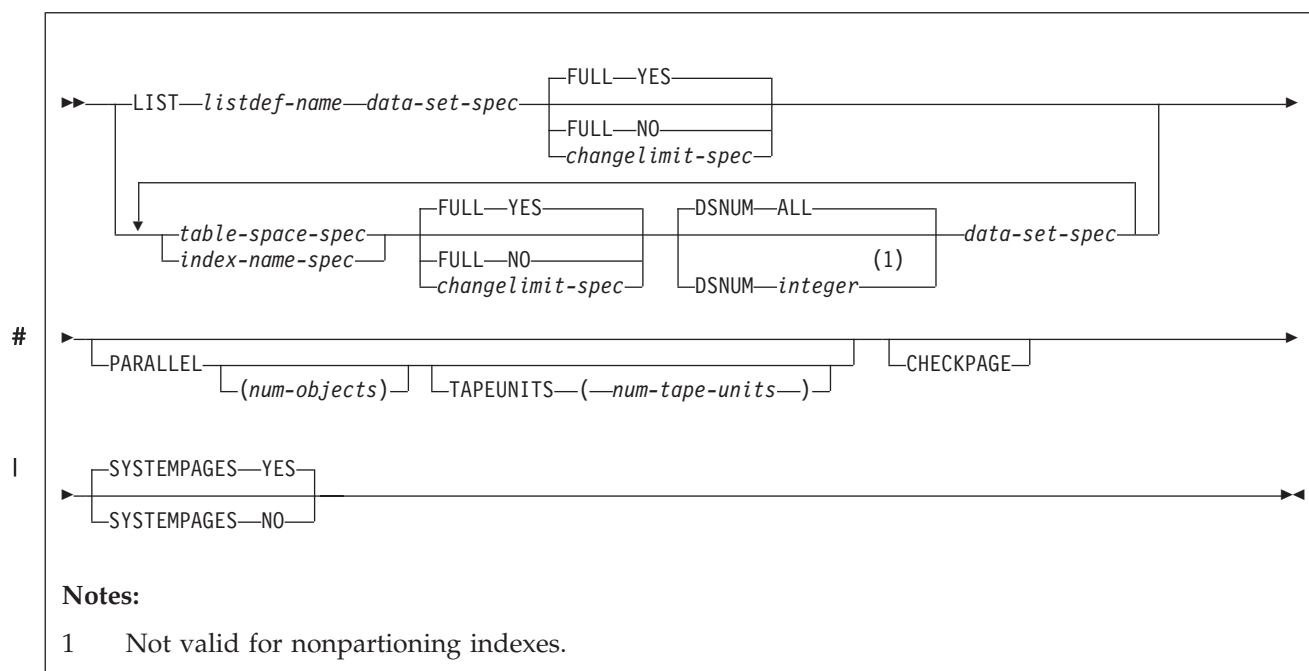 FULL YES
LIST listdef-name data-set-spec
FULL NO
changelimit-spec
FULL YES DSNUM ALL
table-space-spec data-set-spec
index-name-spec FULL NO (1)
changelimit-spec DSNUM integer
#
PARALLEL CHECKPAGE
(num-objects) TAPEUNITS ( num-tape-units )
|
SYSTEMPAGES YES
SYSTEMPAGES NO
Notes:
1 Not valid for nonpartioning indexes.